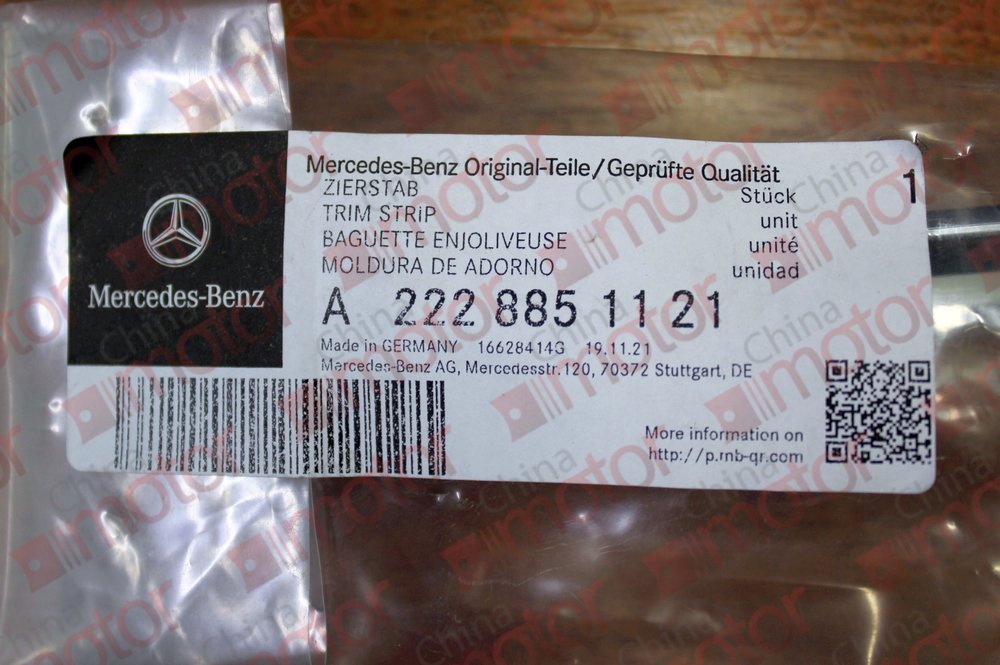 Mercedes-Benz
Mercedes-Benz Original-Teile/Geprüfte Qualität
ZIERSTAB
TRIM STRiP
BAGUETTE ENJOLIVEUSE
MOLDURA DE ADORNO
Stück
unit
unité
unidad
1
A 222 885 11 21
Made in GERMANY 16628414G 19.11.21
Mercedes-Benz AG, Mercedesstr.120, 70372 Stuttgart, DE
More information on
http://p.mb-qr.com
China
motor